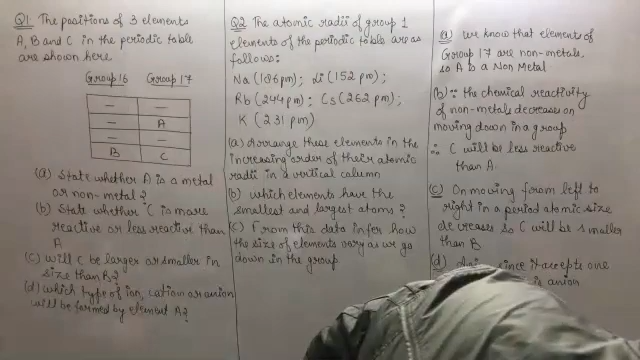 Q1 The positions of 3 elements
A, B and C in the periodic table
are shown here
Group 16 Group 17
– –
– A
– –
B C
(a) State whether A is a metal
or non-metal?
(b) State whether C is more
reactive or less reactive than
A
(c) will C be larger or smaller in
size than B?
(d) which type of ion, cation or anion
will be formed by element A?
Q2 The atomic radii of group 1
elements of the periodic table are as
follows:
Na (186 pm); Li (152 pm);
Rb (244 pm); Cs (262 pm);
K (231 pm)
(a) Arrange these elements in the
increasing order of their atomic
radii in a vertical column
(b) which elements have the
smallest and largest atoms?
(c) From this data infer how
the size of elements vary as we go
down in the group
(a) we know that elements of
Group 17 are non-metals.
so A is a Non Metal
(b) ∵ the chemical reactivity
of non-metals decreases on
moving down in a group
∴ C will be less reactive
than A
(c) On moving from left to
right in a period atomic size
decreases so C will be smaller
than B
(d) since it accepts one
is anion